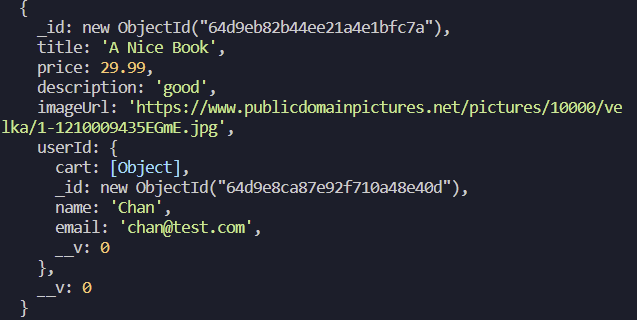 {
_id: new ObjectId("64d9eb82b44ee21a4e1bfc7a"),
title: 'A Nice Book',
price: 29.99,
description: 'good',
imageUrl: 'https://www.publicdomainpictures.net/pictures/10000/ve
lka/1-1210009435EGmE.jpg',
userId: {
cart: [Object],
_id: new ObjectId("64d9e8ca87e92f710a48e40d"),
name: 'Chan',
email: 'chan@test.com',
__v: 0
},
__v: 0
}